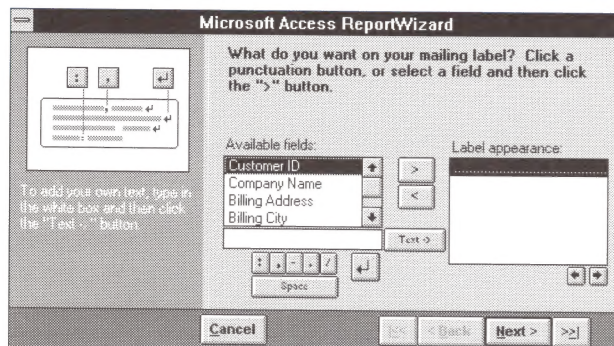 Microsoft Access ReportWizard
: , ↵
To add your own text, type in
the white box and then click
the "Text ->" button.
What do you want on your mailing label? Click a
punctuation button, or select a field and then click
the ">" button.
Available fields:
Customer ID
Company Name
Billing Address
Billing City
>
<
Text ->
: , - . /
Space
Label appearance:
Cancel
|<<
< Back
Next >
>>|